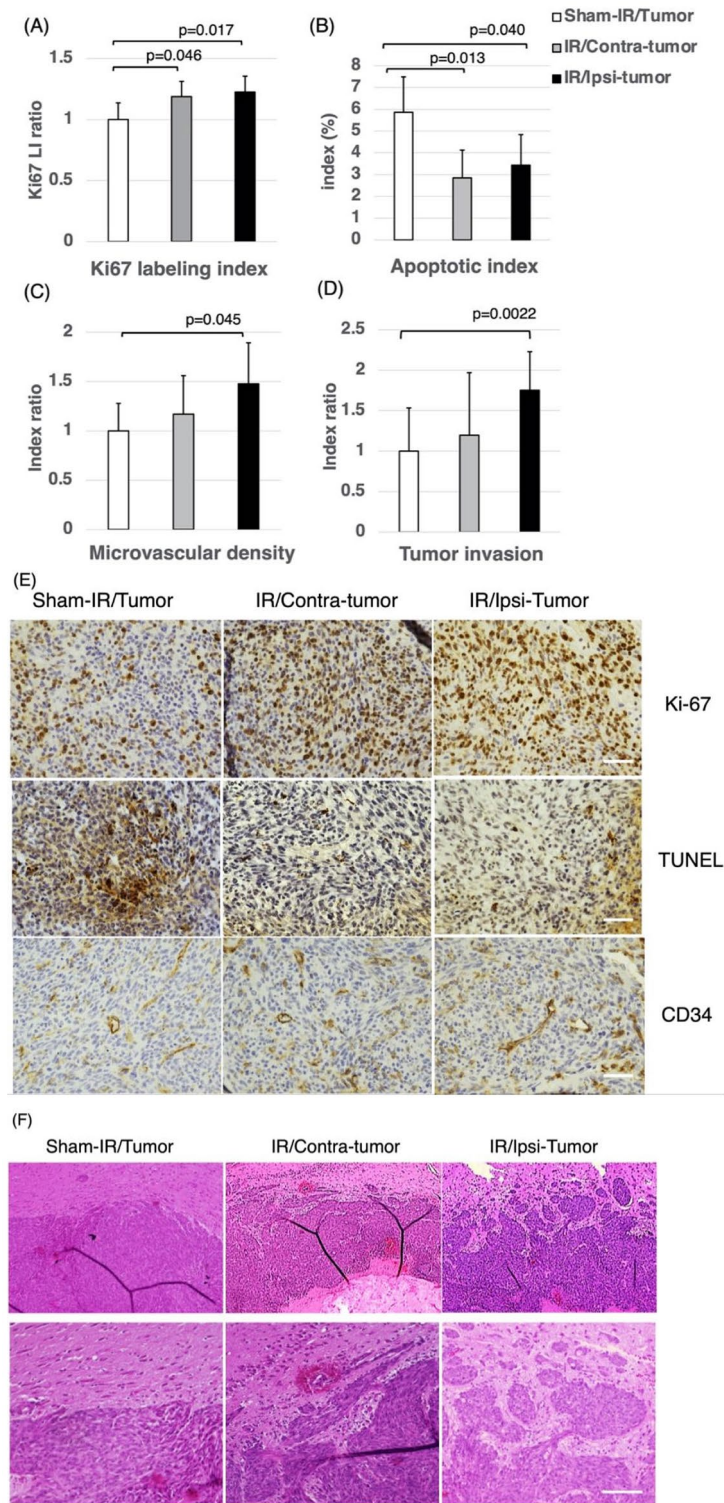 (A)
p=0.017
p=0.046
1.5
1
0.5
0
Ki67 LI ratio
Ki67 labeling index
(B)
Sham-IR/Tumor
IR/Contra-tumor
IR/Ipsi-tumor
p=0.040
p=0.013
8
7
6
5
4
3
2
1
0
index (%)
Apoptotic index
(C)
p=0.045
2
1.5
1
0.5
0
Index ratio
Microvascular density
(D)
p=0.0022
2.5
2
1.5
1
0.5
0
Index ratio
Tumor invasion
(E)
Sham-IR/Tumor IR/Contra-tumor IR/Ipsi-Tumor
Ki-67
TUNEL
CD34
(F)
Sham-IR/Tumor IR/Contra-tumor IR/Ipsi-Tumor